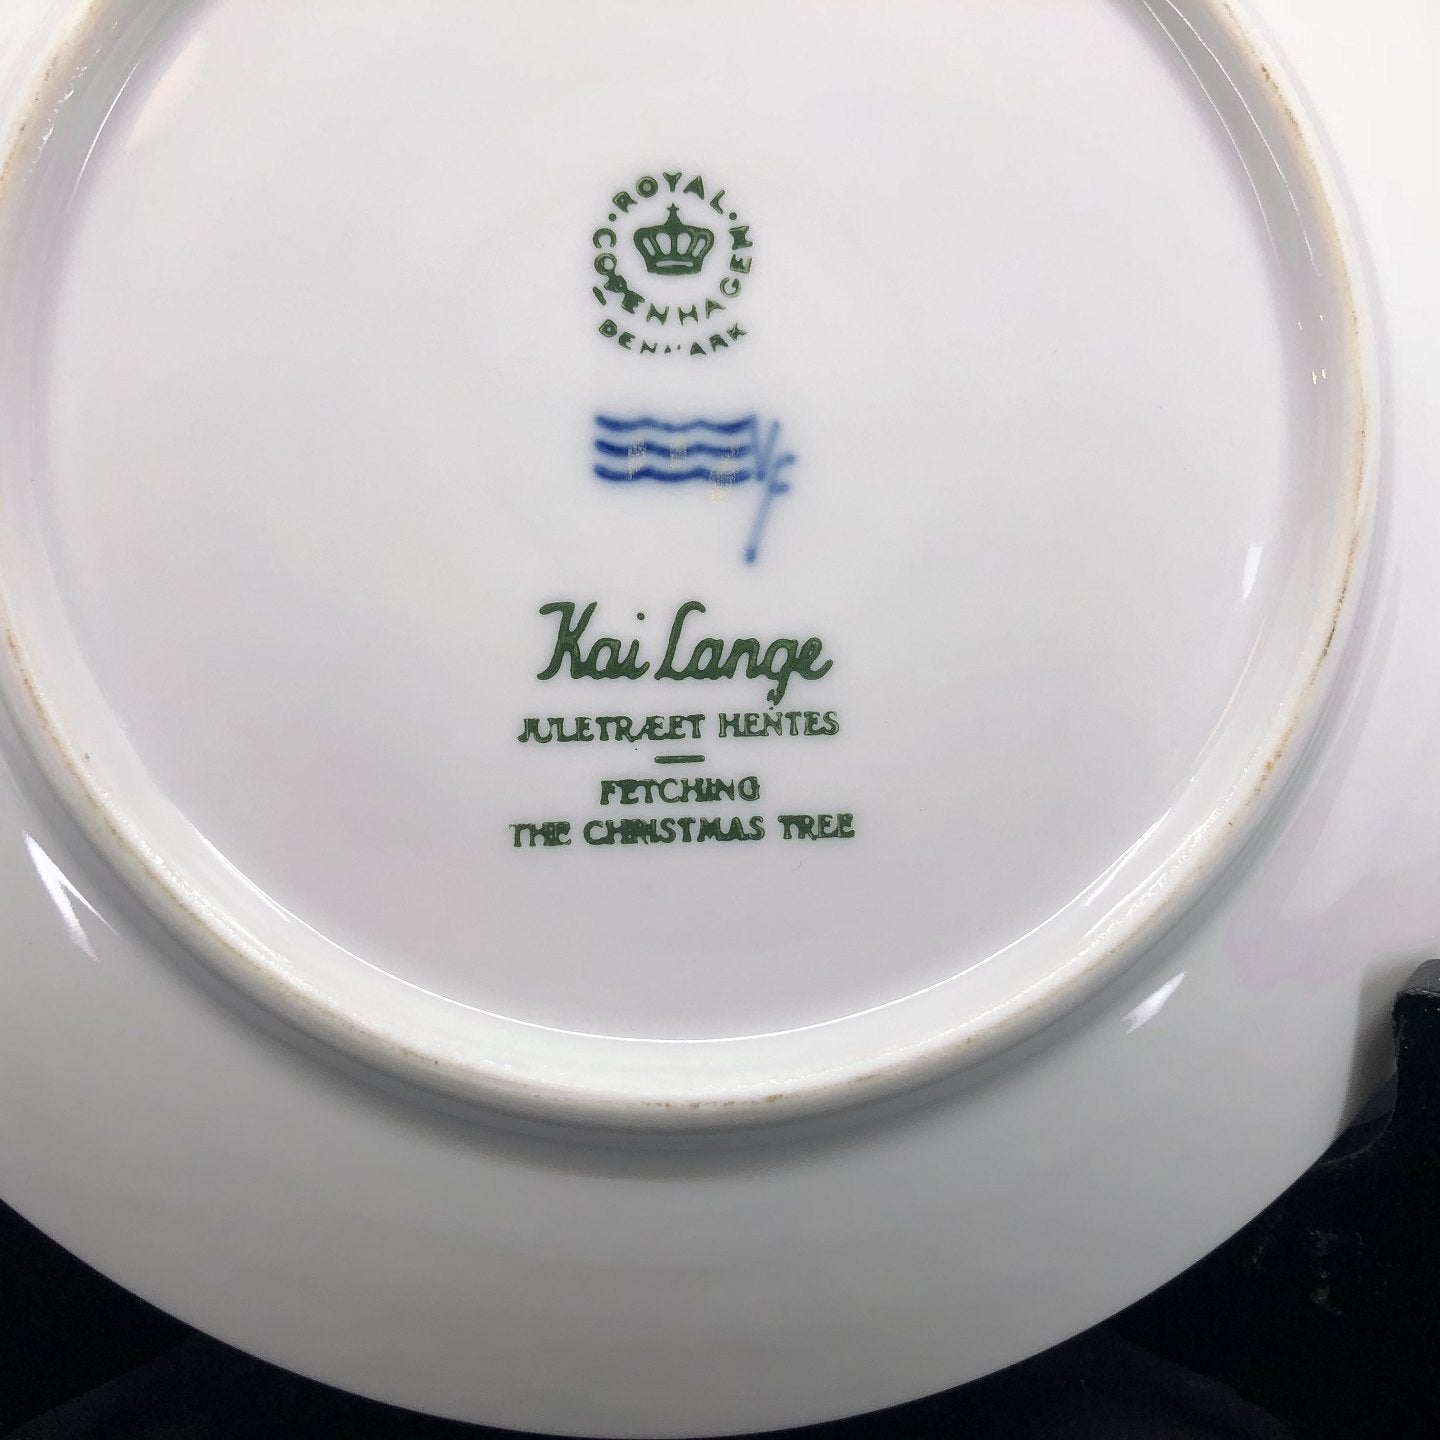 ROYAL
COPENHAGEN
DENMARK
Kai Lange
JULETRÆET HENTES
FETCHING
THE CHRISTMAS TREE